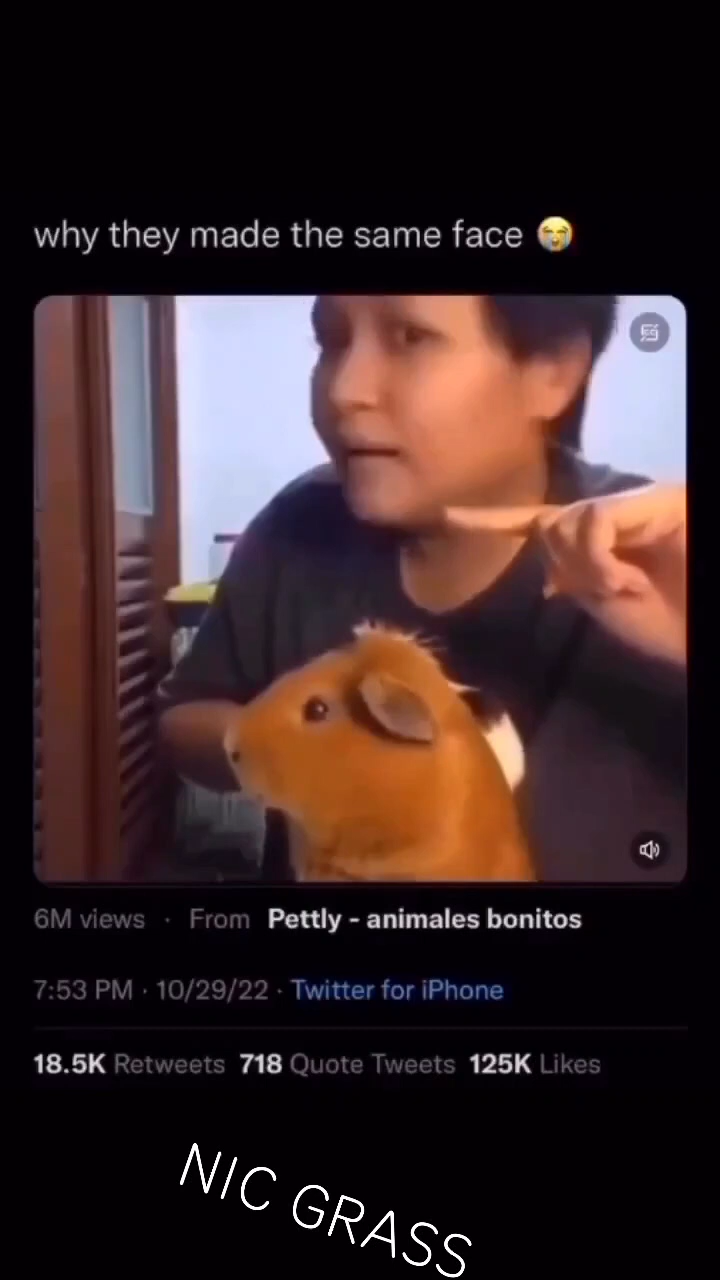 why they made the same face 😭
6M views · From Pettly - animales bonitos
7:53 PM · 10/29/22 · Twitter for iPhone
18.5K Retweets 718 Quote Tweets 125K Likes
NIC GRASS